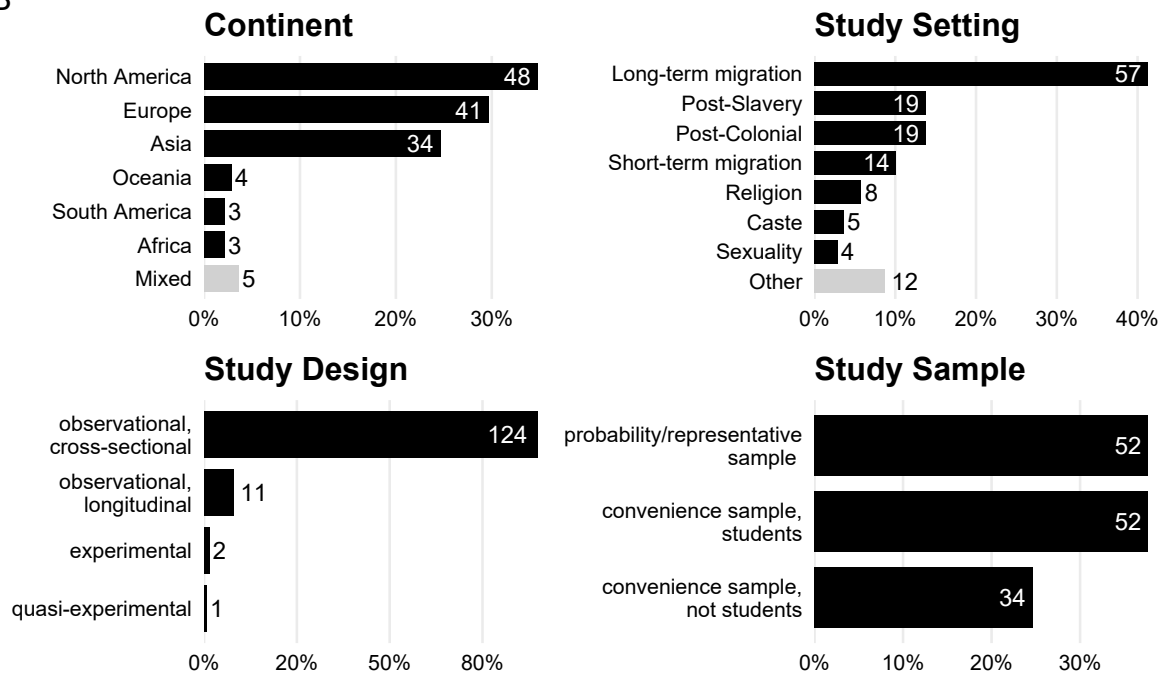 Continent
North America 48
Europe 41
Asia 34
Oceania 4
South America 3
Africa 3
Mixed 5
0% 10% 20% 30%
Study Setting
Long-term migration 57
Post-Slavery 19
Post-Colonial 19
Short-term migration 14
Religion 8
Caste 5
Sexuality 4
Other 12
0% 10% 20% 30% 40%
Study Design
observational,
cross-sectional 124
observational,
longitudinal 11
experimental 2
quasi-experimental 1
0% 20% 50% 80%
Study Sample
probability/representative
sample 52
convenience sample,
students 52
convenience sample,
not students 34
0% 10% 20% 30%